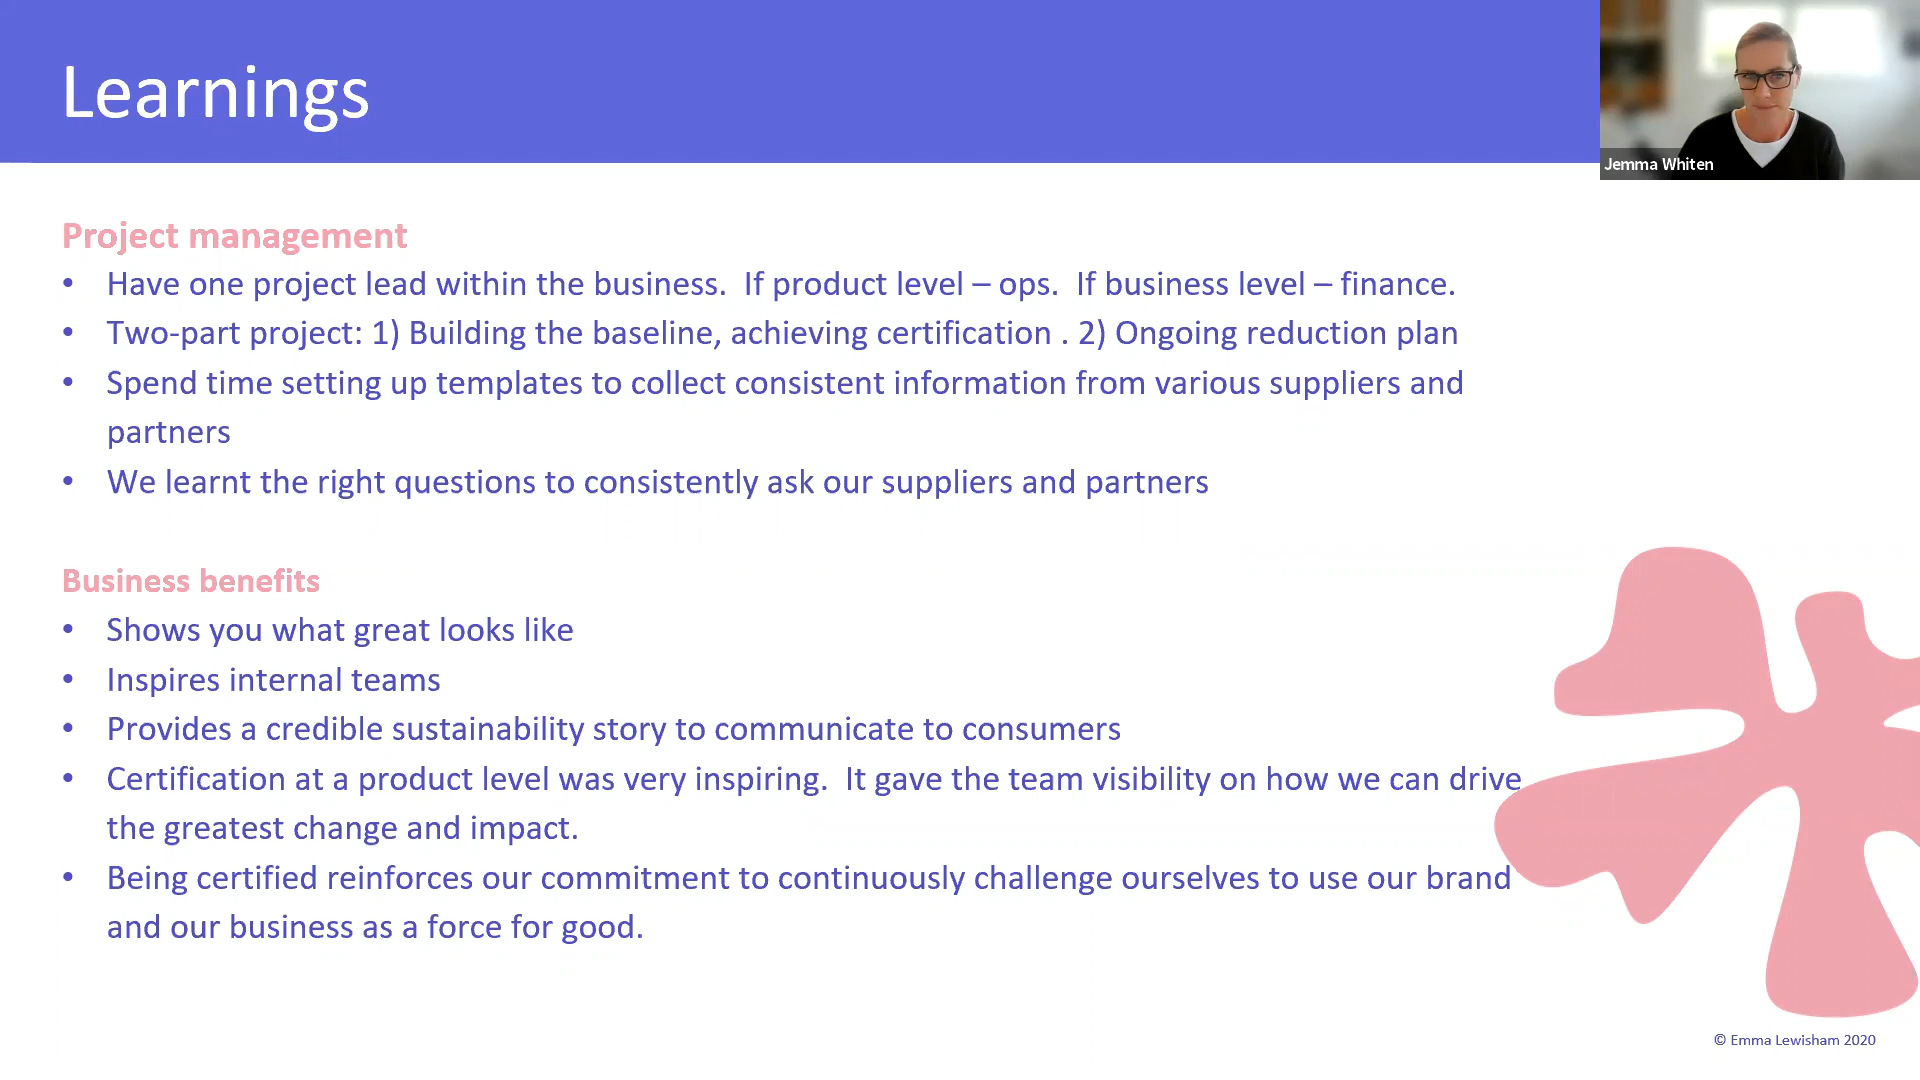 Learnings
Jemma Whiten
Project management
• Have one project lead within the business.  If product level – ops.  If business level – finance.
• Two-part project: 1) Building the baseline, achieving certification . 2) Ongoing reduction plan
• Spend time setting up templates to collect consistent information from various suppliers and
partners
• We learnt the right questions to consistently ask our suppliers and partners
Business benefits
• Shows you what great looks like
• Inspires internal teams
• Provides a credible sustainability story to communicate to consumers
• Certification at a product level was very inspiring.  It gave the team visibility on how we can drive
the greatest change and impact.
• Being certified reinforces our commitment to continuously challenge ourselves to use our brand
and our business as a force for good.
© Emma Lewisham 2020